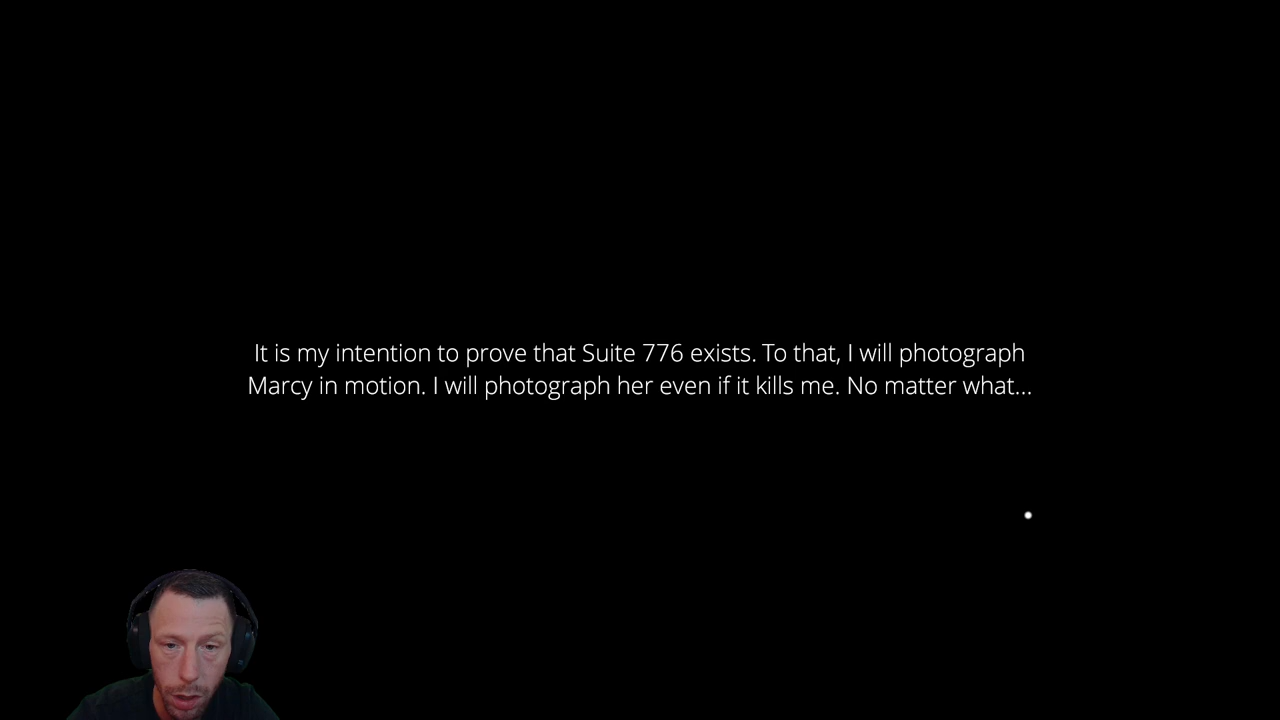 It is my intention to prove that Suite 776 exists. To that, I will photograph
Marcy in motion. I will photograph her even if it kills me. No matter what...